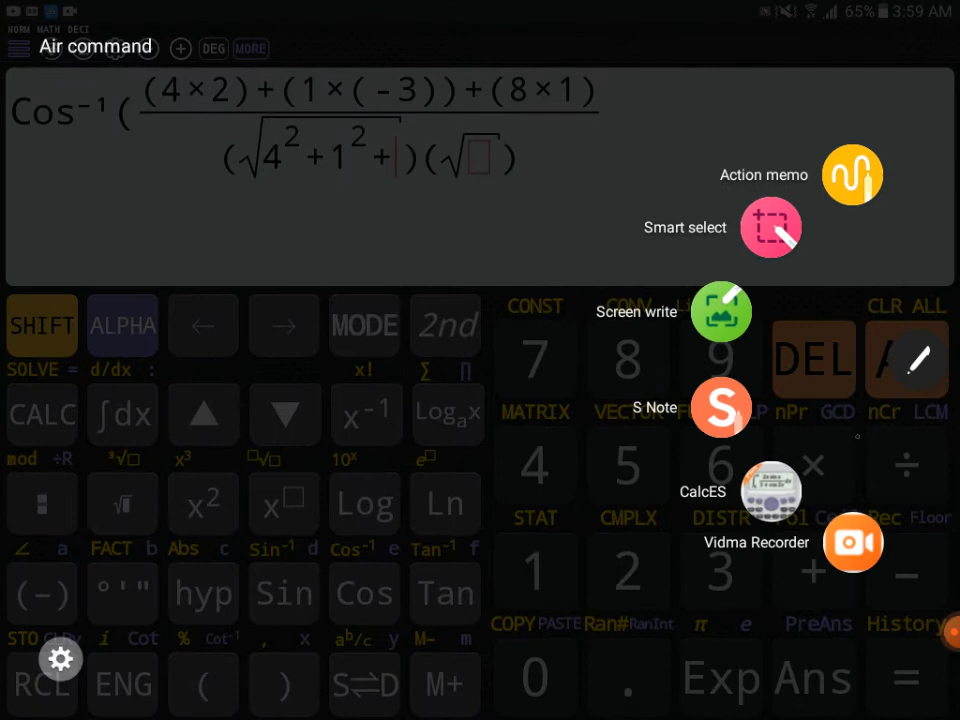 65% 3:59 AM
NORM MATH DECI
Air command
DEG MORE
Cos⁻¹( (4×2)+(1×(-3))+(8×1)
(√4²+1²+ )(√□)
Action memo
Smart select
Screen write
S Note
CalcES
Vidma Recorder
SHIFT ALPHA ← → MODE 2nd
SOLVE = d/dx : x! ∑ ∏
CALC ∫dx ▲ ▼ x⁻¹ Logₐx
mod ÷R ³√□ x³ □√□ 10ˣ e□
√ x² x□ Log Ln
∠ a FACT b Abs c Sin⁻¹ d Cos⁻¹ e Tan⁻¹ f
(-) °'" hyp Sin Cos Tan
STO i Cot % Cot⁻¹ , x aᵇ/c y M- m
RCL ENG ( ) S⇌D M+
CONST CONV CLR ALL
7 8 9 DEL
MATRIX VECTOR nPr GCD nCr LCM
4 5 6 × ÷
STAT CMPLX DISTR Rec Floor
1 2 3 + −
COPY PASTE Ran# RanInt π e PreAns History
0 . Exp Ans =